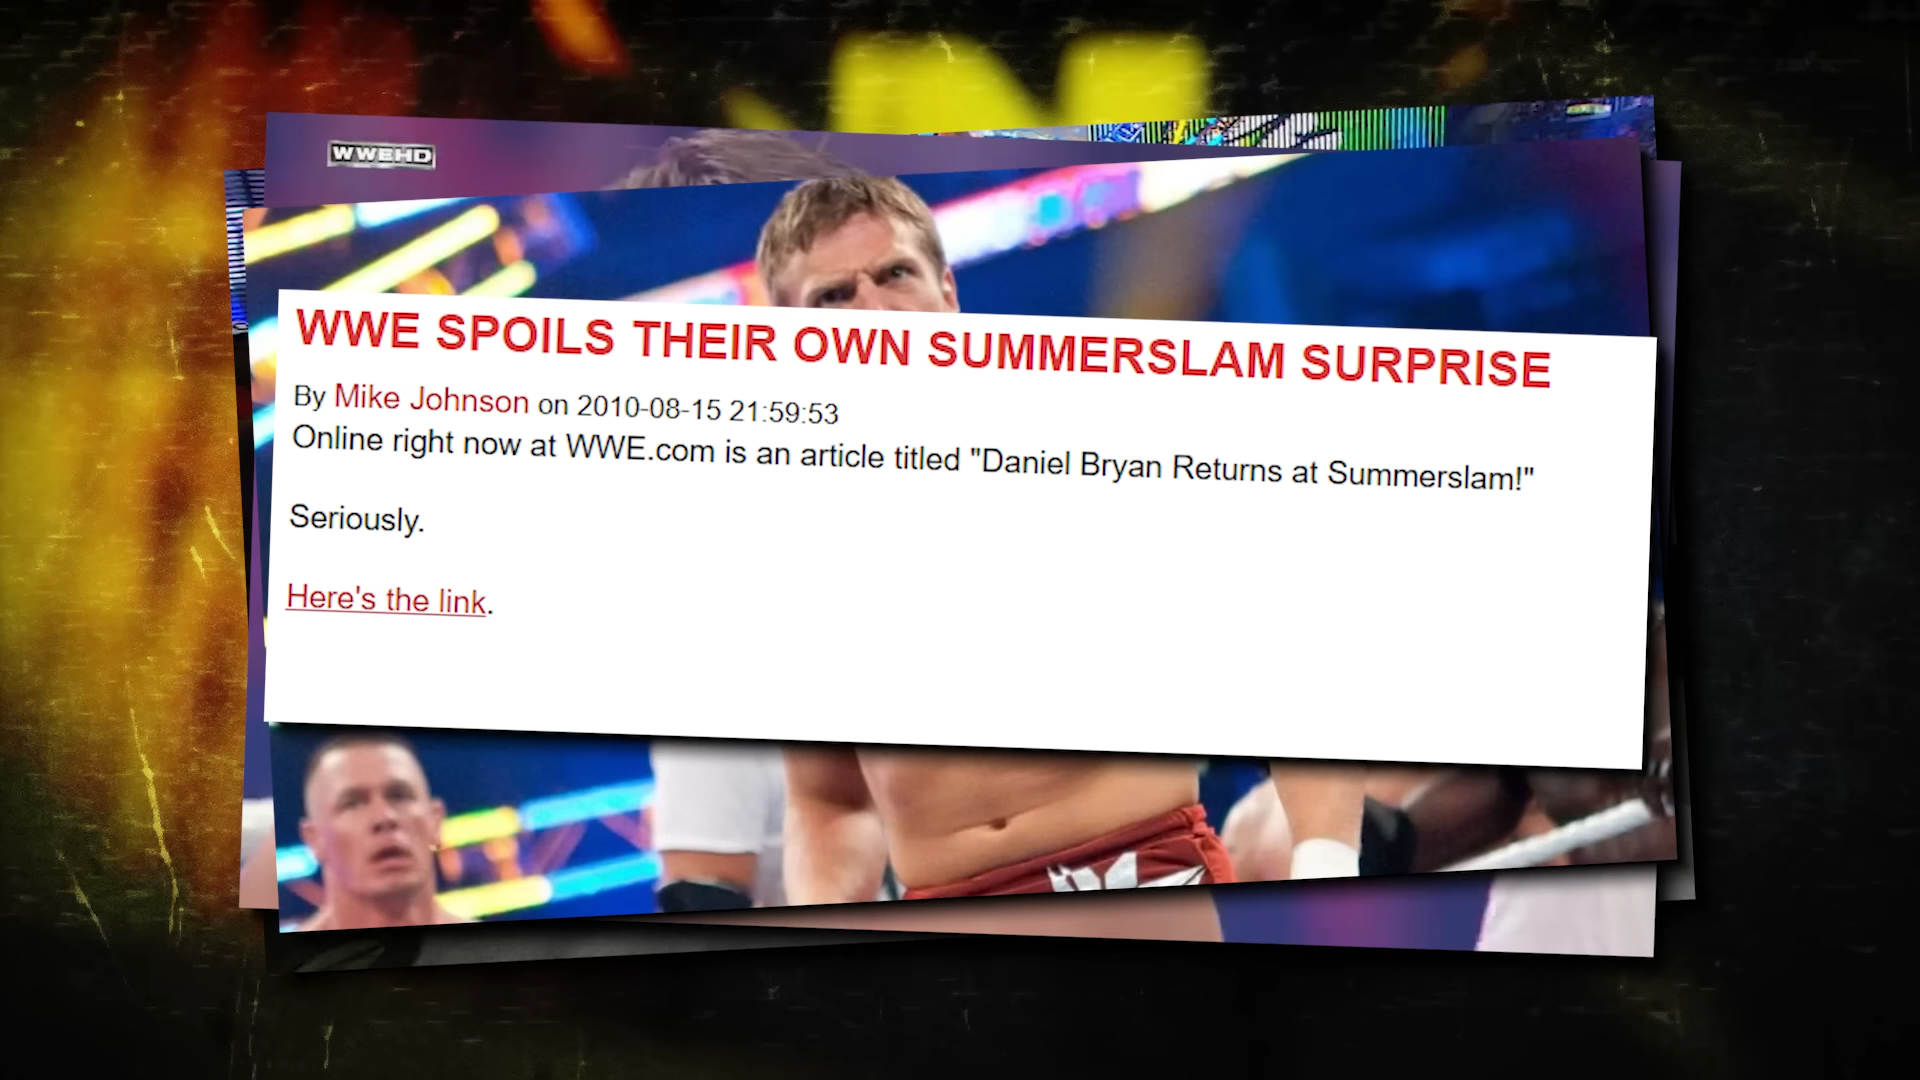 WWEHD
WWE SPOILS THEIR OWN SUMMERSLAM SURPRISE
By Mike Johnson on 2010-08-15 21:59:53
Online right now at WWE.com is an article titled "Daniel Bryan Returns at Summerslam!"
Seriously.
Here's the link.